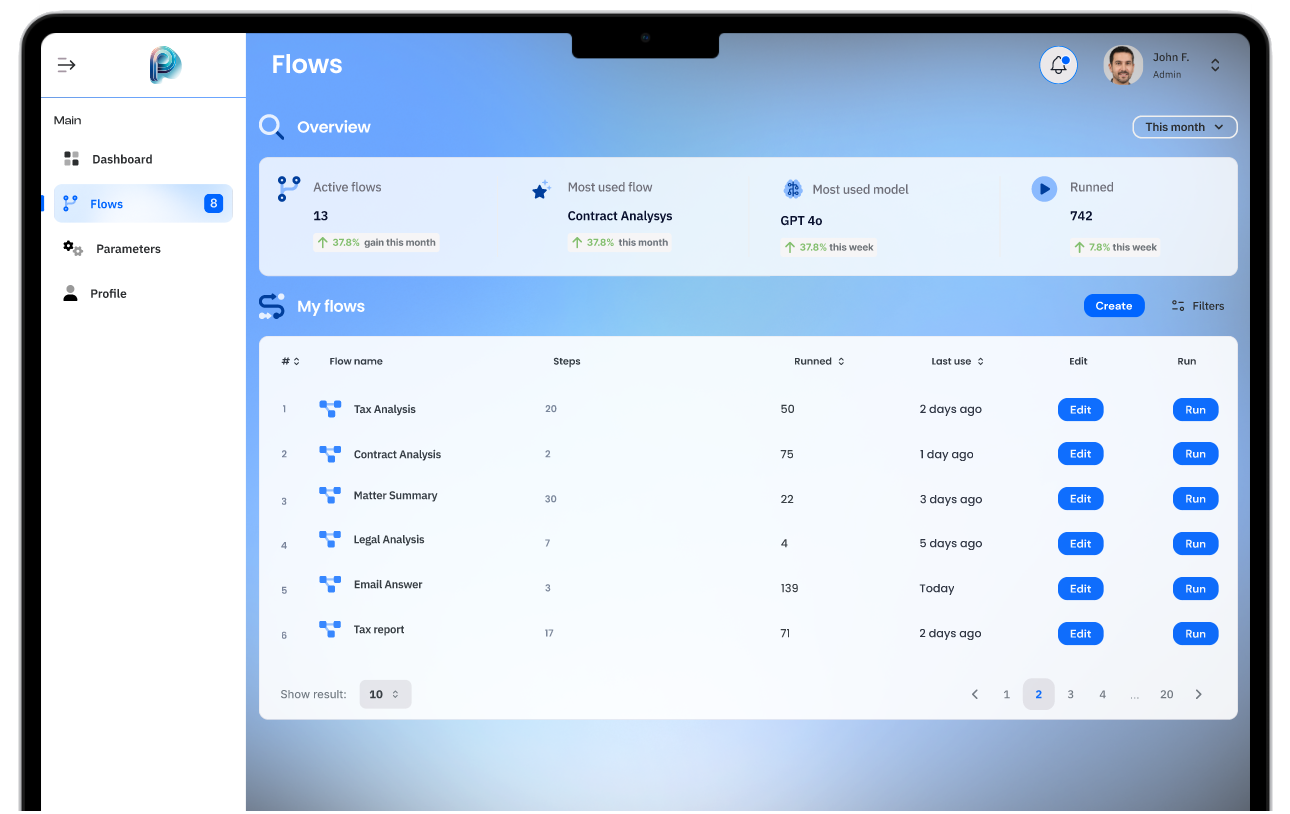 Flows
John F.
Admin
Main
Dashboard
Flows 8
Parameters
Profile
Overview
This month
Active flows
13
37.8% gain this month
Most used flow
Contract Analysys
37.8% this month
Most used model
GPT 4o
37.8% this week
Runned
742
7.8% this week
My flows
Create
Filters
# Flow name Steps Runned Last use Edit Run
1 Tax Analysis 20 50 2 days ago Edit Run
2 Contract Analysis 2 75 1 day ago Edit Run
3 Matter Summary 30 22 3 days ago Edit Run
4 Legal Analysis 7 4 5 days ago Edit Run
5 Email Answer 3 139 Today Edit Run
6 Tax report 17 71 2 days ago Edit Run
Show result: 10
1 2 3 4 ... 20